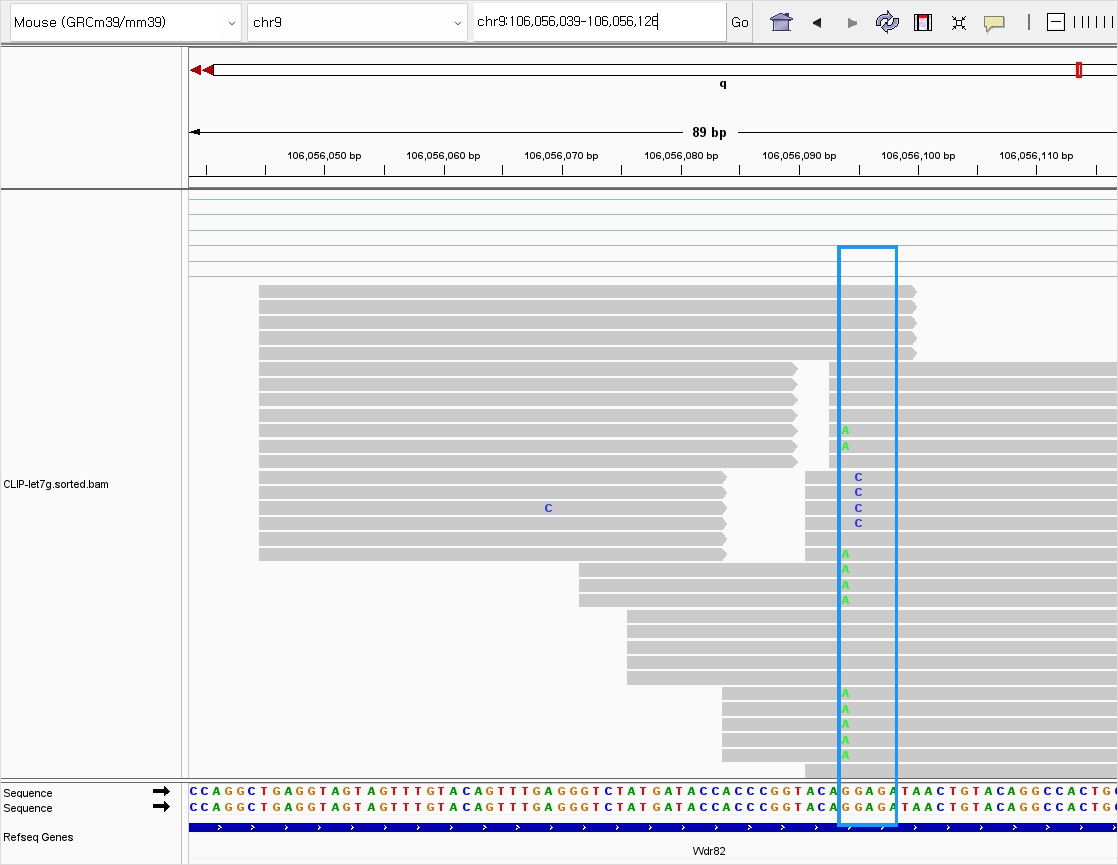 Mouse (GRCm39/mm39) chr9 chr9:106,056,039-106,056,126 Go
q
89 bp
106,056,050 bp 106,056,060 bp 106,056,070 bp 106,056,080 bp 106,056,090 bp 106,056,100 bp 106,056,110 bp
A
A
C
C
CLIP-let7g.sorted.bam
C C
C
A
A
A
A
A
A
A
A
A
Sequence CCAGGCTGAGGTAGTAGTTTGTACAGTTTGAGGGTCTATGATACCACCCGGTACAGGAGATAACTGTACAGGCCACTGC
Sequence CCAGGCTGAGGTAGTAGTTTGTACAGTTTGAGGGTCTATGATACCACCCGGTACAGGAGATAACTGTACAGGCCACTGC
Refseq Genes
Wdr82